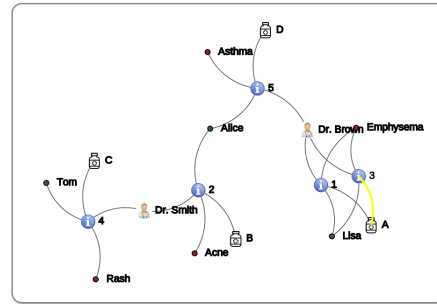 D
Asthma
5
Alice
Dr. Brown
Emphysema
C
Tom
3
1
2
Dr. Smith
4
A
Lisa
B
Acne
Rash